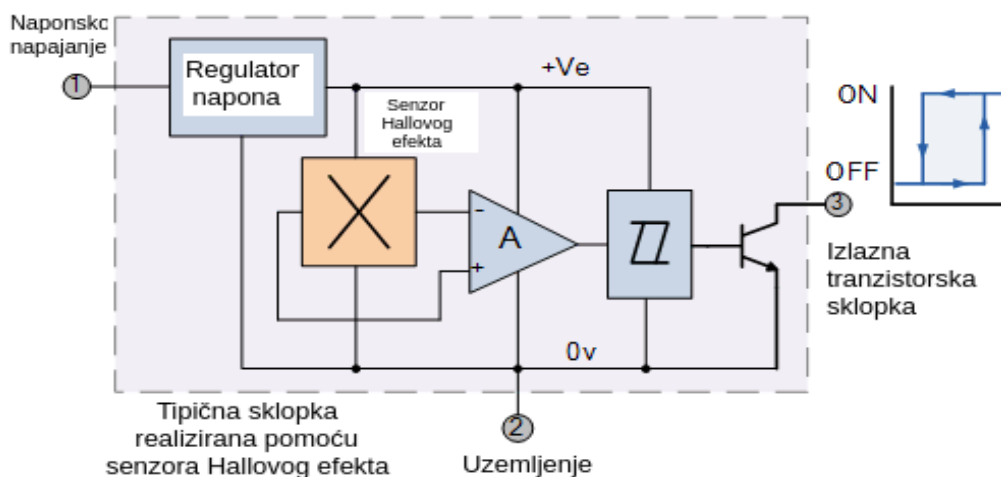 Naponsko
napajanje
1
Regulator
napona
+Ve
Senzor
Hallovog
efekta
ON
OFF
-
A
+
3
Izlazna
tranzistorska
sklopka
0v
2
Uzemljenje
Tipična sklopka
realizirana pomoću
senzora Hallovog efekta